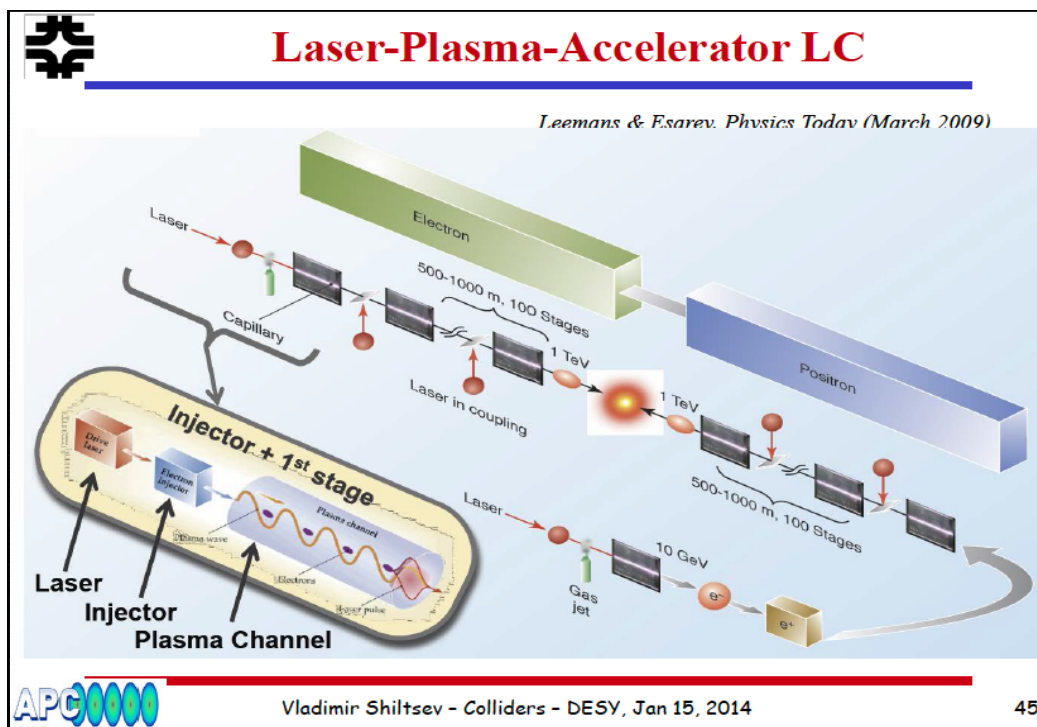 Laser-Plasma-Accelerator LC
Leemans & Esarey, Physics Today (March 2009)
Electron
Laser
500-1000 m, 100 Stages
Capillary
1 TeV
Positron
Laser in coupling
1 TeV
Injector + 1st stage
Drive
laser
Electron
injector
500-1000 m, 100 Stages
Plasma channel
Laser
Plasma wave
10 GeV
Electrons
e-
Gas
jet
Laser pulse
e+
Laser
Injector
Plasma Channel
APC
Vladimir Shiltsev - Colliders - DESY, Jan 15, 2014
45